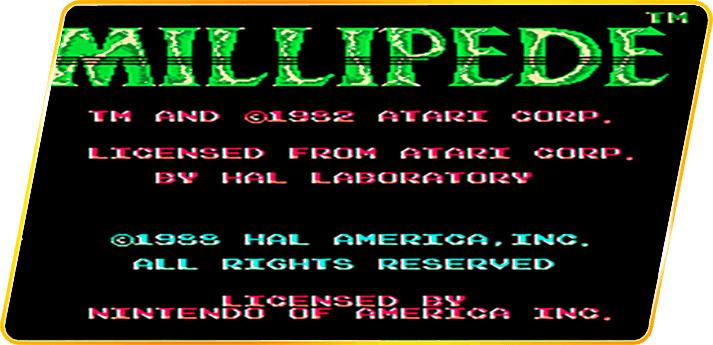 MILLIPEDE™
TM AND ©1982 ATARI CORP.
LICENSED FROM ATARI CORP.
BY HAL LABORATORY
©1988 HAL AMERICA,INC.
ALL RIGHTS RESERVED
LICENSED BY
NINTENDO OF AMERICA INC.